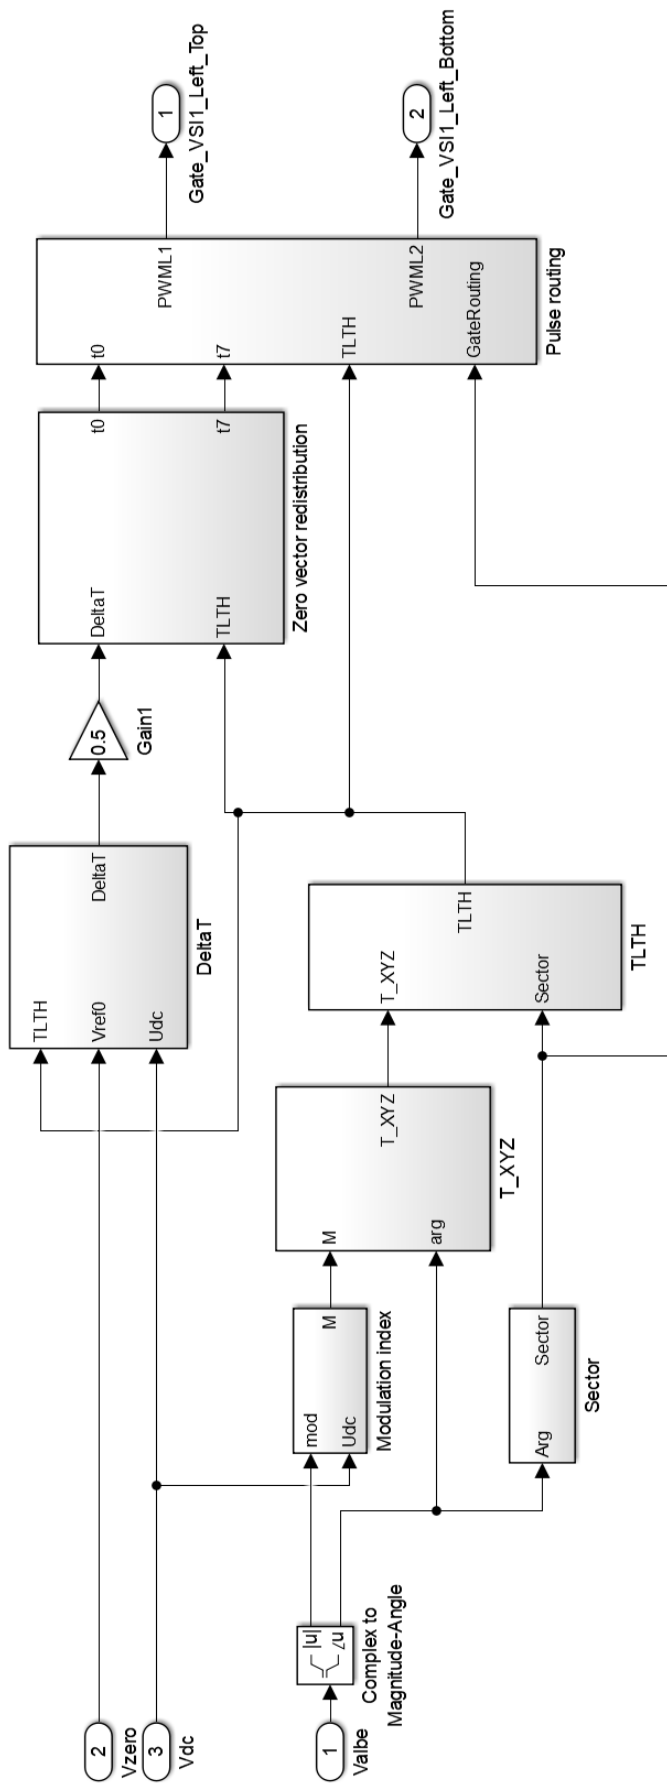 2
Vzero
3
Vdc
1
Valbe
|u|
∠u
Complex to
Magnitude-Angle
mod
Udc
M
Modulation index
Arg
Sector
Sector
M
arg
T_XYZ
T_XYZ
T_XYZ
Sector
TLTH
TLTH
TLTH
Vref0
Udc
DeltaT
DeltaT
0.5
Gain1
DeltaT
TLTH
t0
t7
Zero vector redistribution
t0
t7
TLTH
GateRouting
PWML1
PWML2
Pulse routing
1
Gate_VSI1_Left_Top
2
Gate_VSI1_Left_Bottom